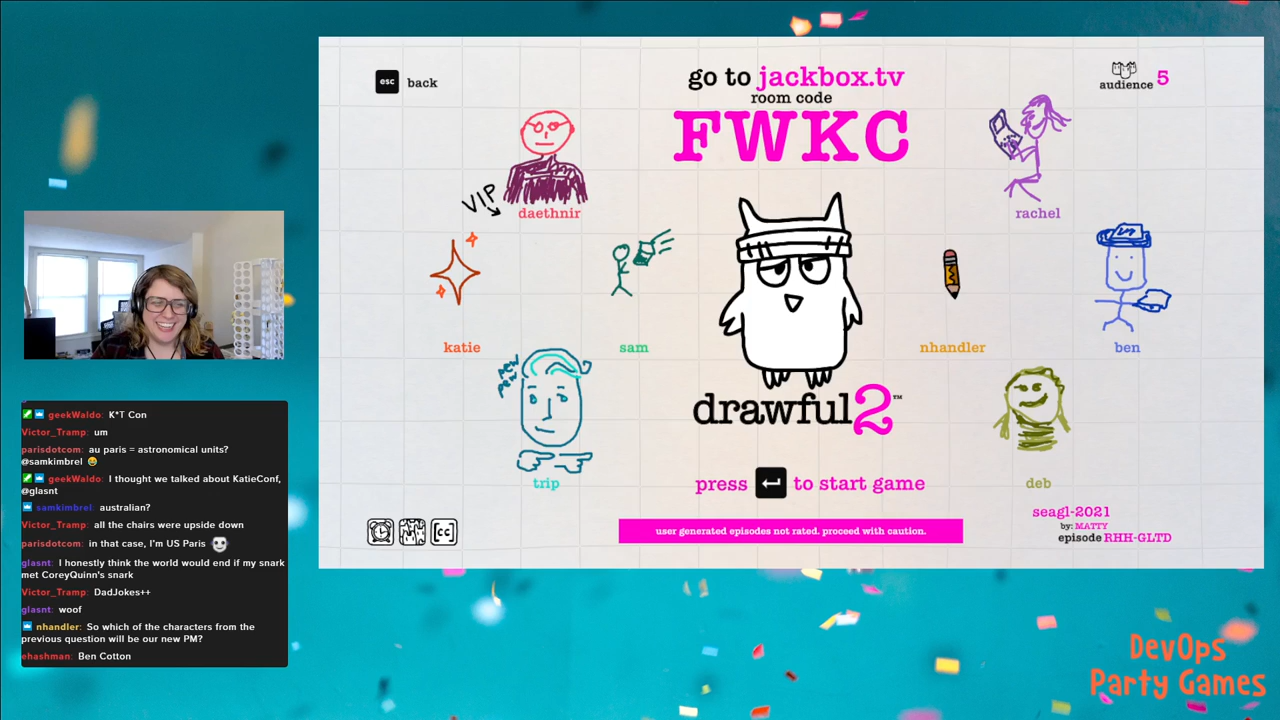 esc back
go to jackbox.tv
room code
FWKC
audience 5
VIP
daethnir
rachel
katie
sam
nhandler
ben
pew
pew
trip
deb
drawful2™
press ↵ to start game
user generated episodes not rated. proceed with caution.
seagl-2021
by: MATTY
episode RHH-GLTD
cc
geekWaldo: K*T Con
Victor_Tramp: um
parisdotcom: au paris = astronomical units?
@samkimbrel 😂
geekWaldo: I thought we talked about KatieConf,
@glasnt
samkimbrel: australian?
Victor_Tramp: all the chairs were upside down
parisdotcom: in that case, I'm US Paris
glasnt: I honestly think the world would end if my snark
met CoreyQuinn's snark
Victor_Tramp: DadJokes++
glasnt: woof
nhandler: So which of the characters from the
previous question will be our new PM?
ehashman: Ben Cotton
DevOps
Party Games